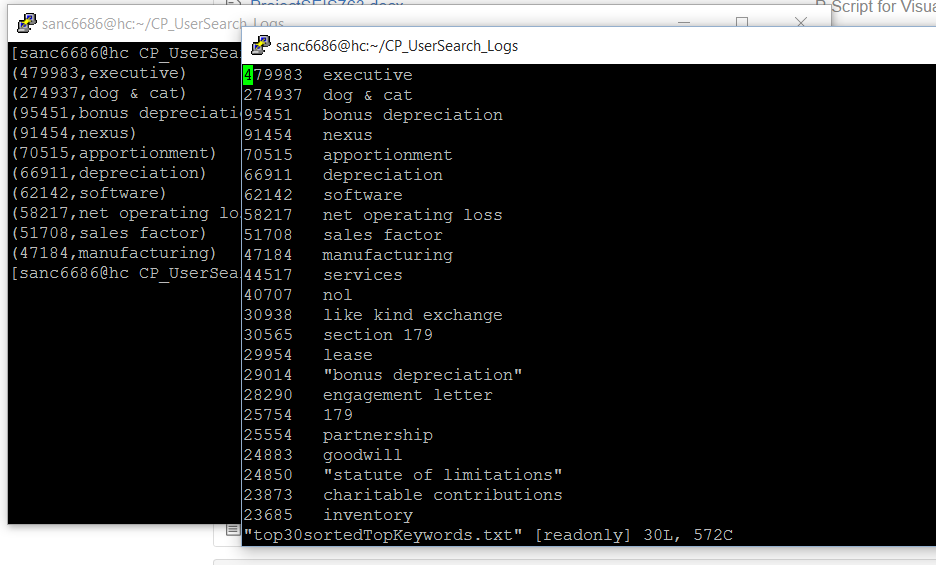 ProjectSEIS763.docx
R Script for Visua
sanc6686@hc:~/CP_UserSearch_Logs
[sanc6686@hc CP_UserSea
(479983,executive)
(274937,dog & cat)
(95451,bonus depreciati
(91454,nexus)
(70515,apportionment)
(66911,depreciation)
(62142,software)
(58217,net operating lo
(51708,sales factor)
(47184,manufacturing)
[sanc6686@hc CP_UserSea
sanc6686@hc:~/CP_UserSearch_Logs
479983 executive
274937 dog & cat
95451 bonus depreciation
91454 nexus
70515 apportionment
66911 depreciation
62142 software
58217 net operating loss
51708 sales factor
47184 manufacturing
44517 services
40707 nol
30938 like kind exchange
30565 section 179
29954 lease
29014 "bonus depreciation"
28290 engagement letter
25754 179
25554 partnership
24883 goodwill
24850 "statute of limitations"
23873 charitable contributions
23685 inventory
"top30sortedTopKeywords.txt" [readonly] 30L, 572C